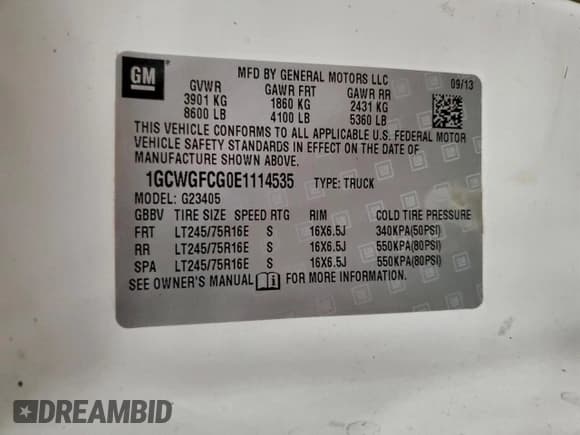 GM
MFD BY GENERAL MOTORS LLC
09/13
GVWR GAWR FRT GAWR RR
3901 KG 1860 KG 2431 KG
8600 LB 4100 LB 5360 LB
THIS VEHICLE CONFORMS TO ALL APPLICABLE U.S. FEDERAL MOTOR
VEHICLE SAFETY STANDARDS IN EFFECT ON THE DATE OF
MANUFACTURE SHOWN ABOVE.
1GCWGFCG0E1114535 TYPE: TRUCK
MODEL: G23405
GBBV TIRE SIZE SPEED RTG RIM COLD TIRE PRESSURE
FRT LT245/75R16E S 16X6.5J 340KPA(50PSI)
RR LT245/75R16E S 16X6.5J 550KPA(80PSI)
SPA LT245/75R16E S 16X6.5J 550KPA(80PSI)
SEE OWNER'S MANUAL FOR MORE INFORMATION.
DREAMBID